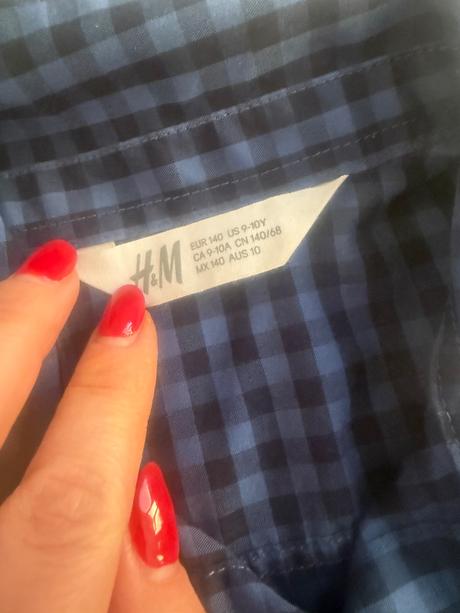 H&M
EUR 140 US 9-10Y
CA 9-10A CN 140/68
MX 140 AUS 10